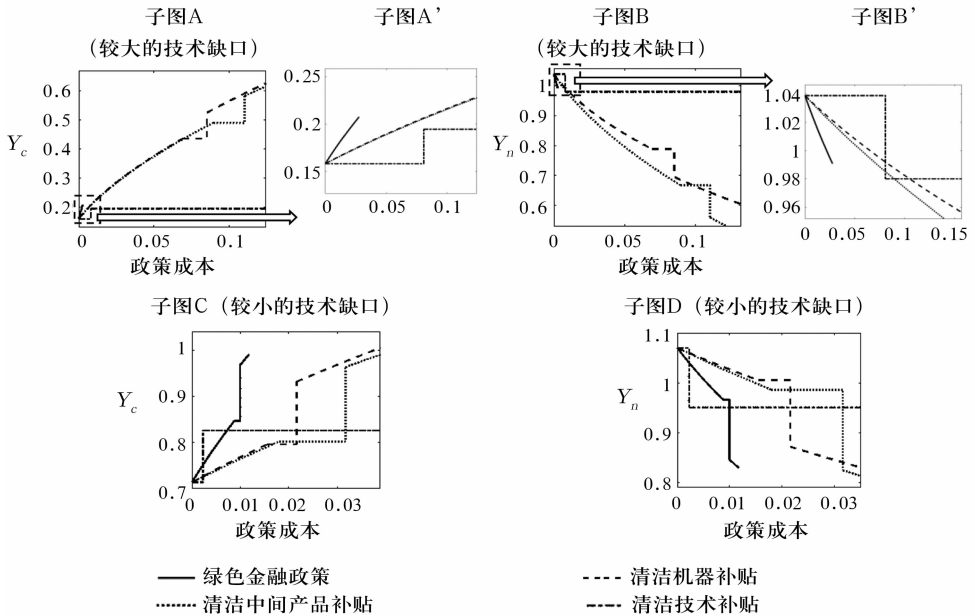 子图A
（较大的技术缺口）
Y_c
0.6
0.5
0.4
0.3
0.2
0
0.05
0.1
政策成本
子图A’
0.25
0.2
0.15
0
0.05
0.1
子图B
（较大的技术缺口）
Y_n
1
0.9
0.8
0.7
0.6
0
0.05
0.1
政策成本
子图B’
1.04
1.02
1
0.98
0.96
0
0.05
0.1
0.15
子图C（较小的技术缺口）
Y_c
1
0.9
0.8
0.7
0
0.01
0.02
0.03
政策成本
子图D（较小的技术缺口）
Y_n
1.1
1
0.9
0.8
0
0.01
0.02
0.03
政策成本
绿色金融政策
清洁机器补贴
清洁中间产品补贴
清洁技术补贴